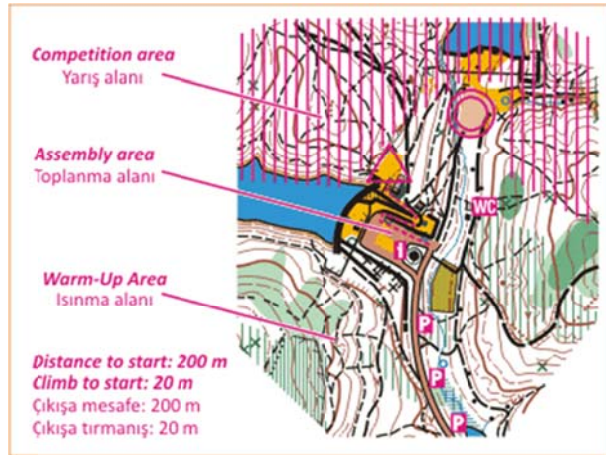 Competition area
Yarış alanı
Assembly area
Toplanma alanı
WC
i
Warm-Up Area
Isınma alanı
P
P
P
Distance to start: 200 m
Climb to start: 20 m
Çıkışa mesafe: 200 m
Çıkışa tırmanış: 20 m